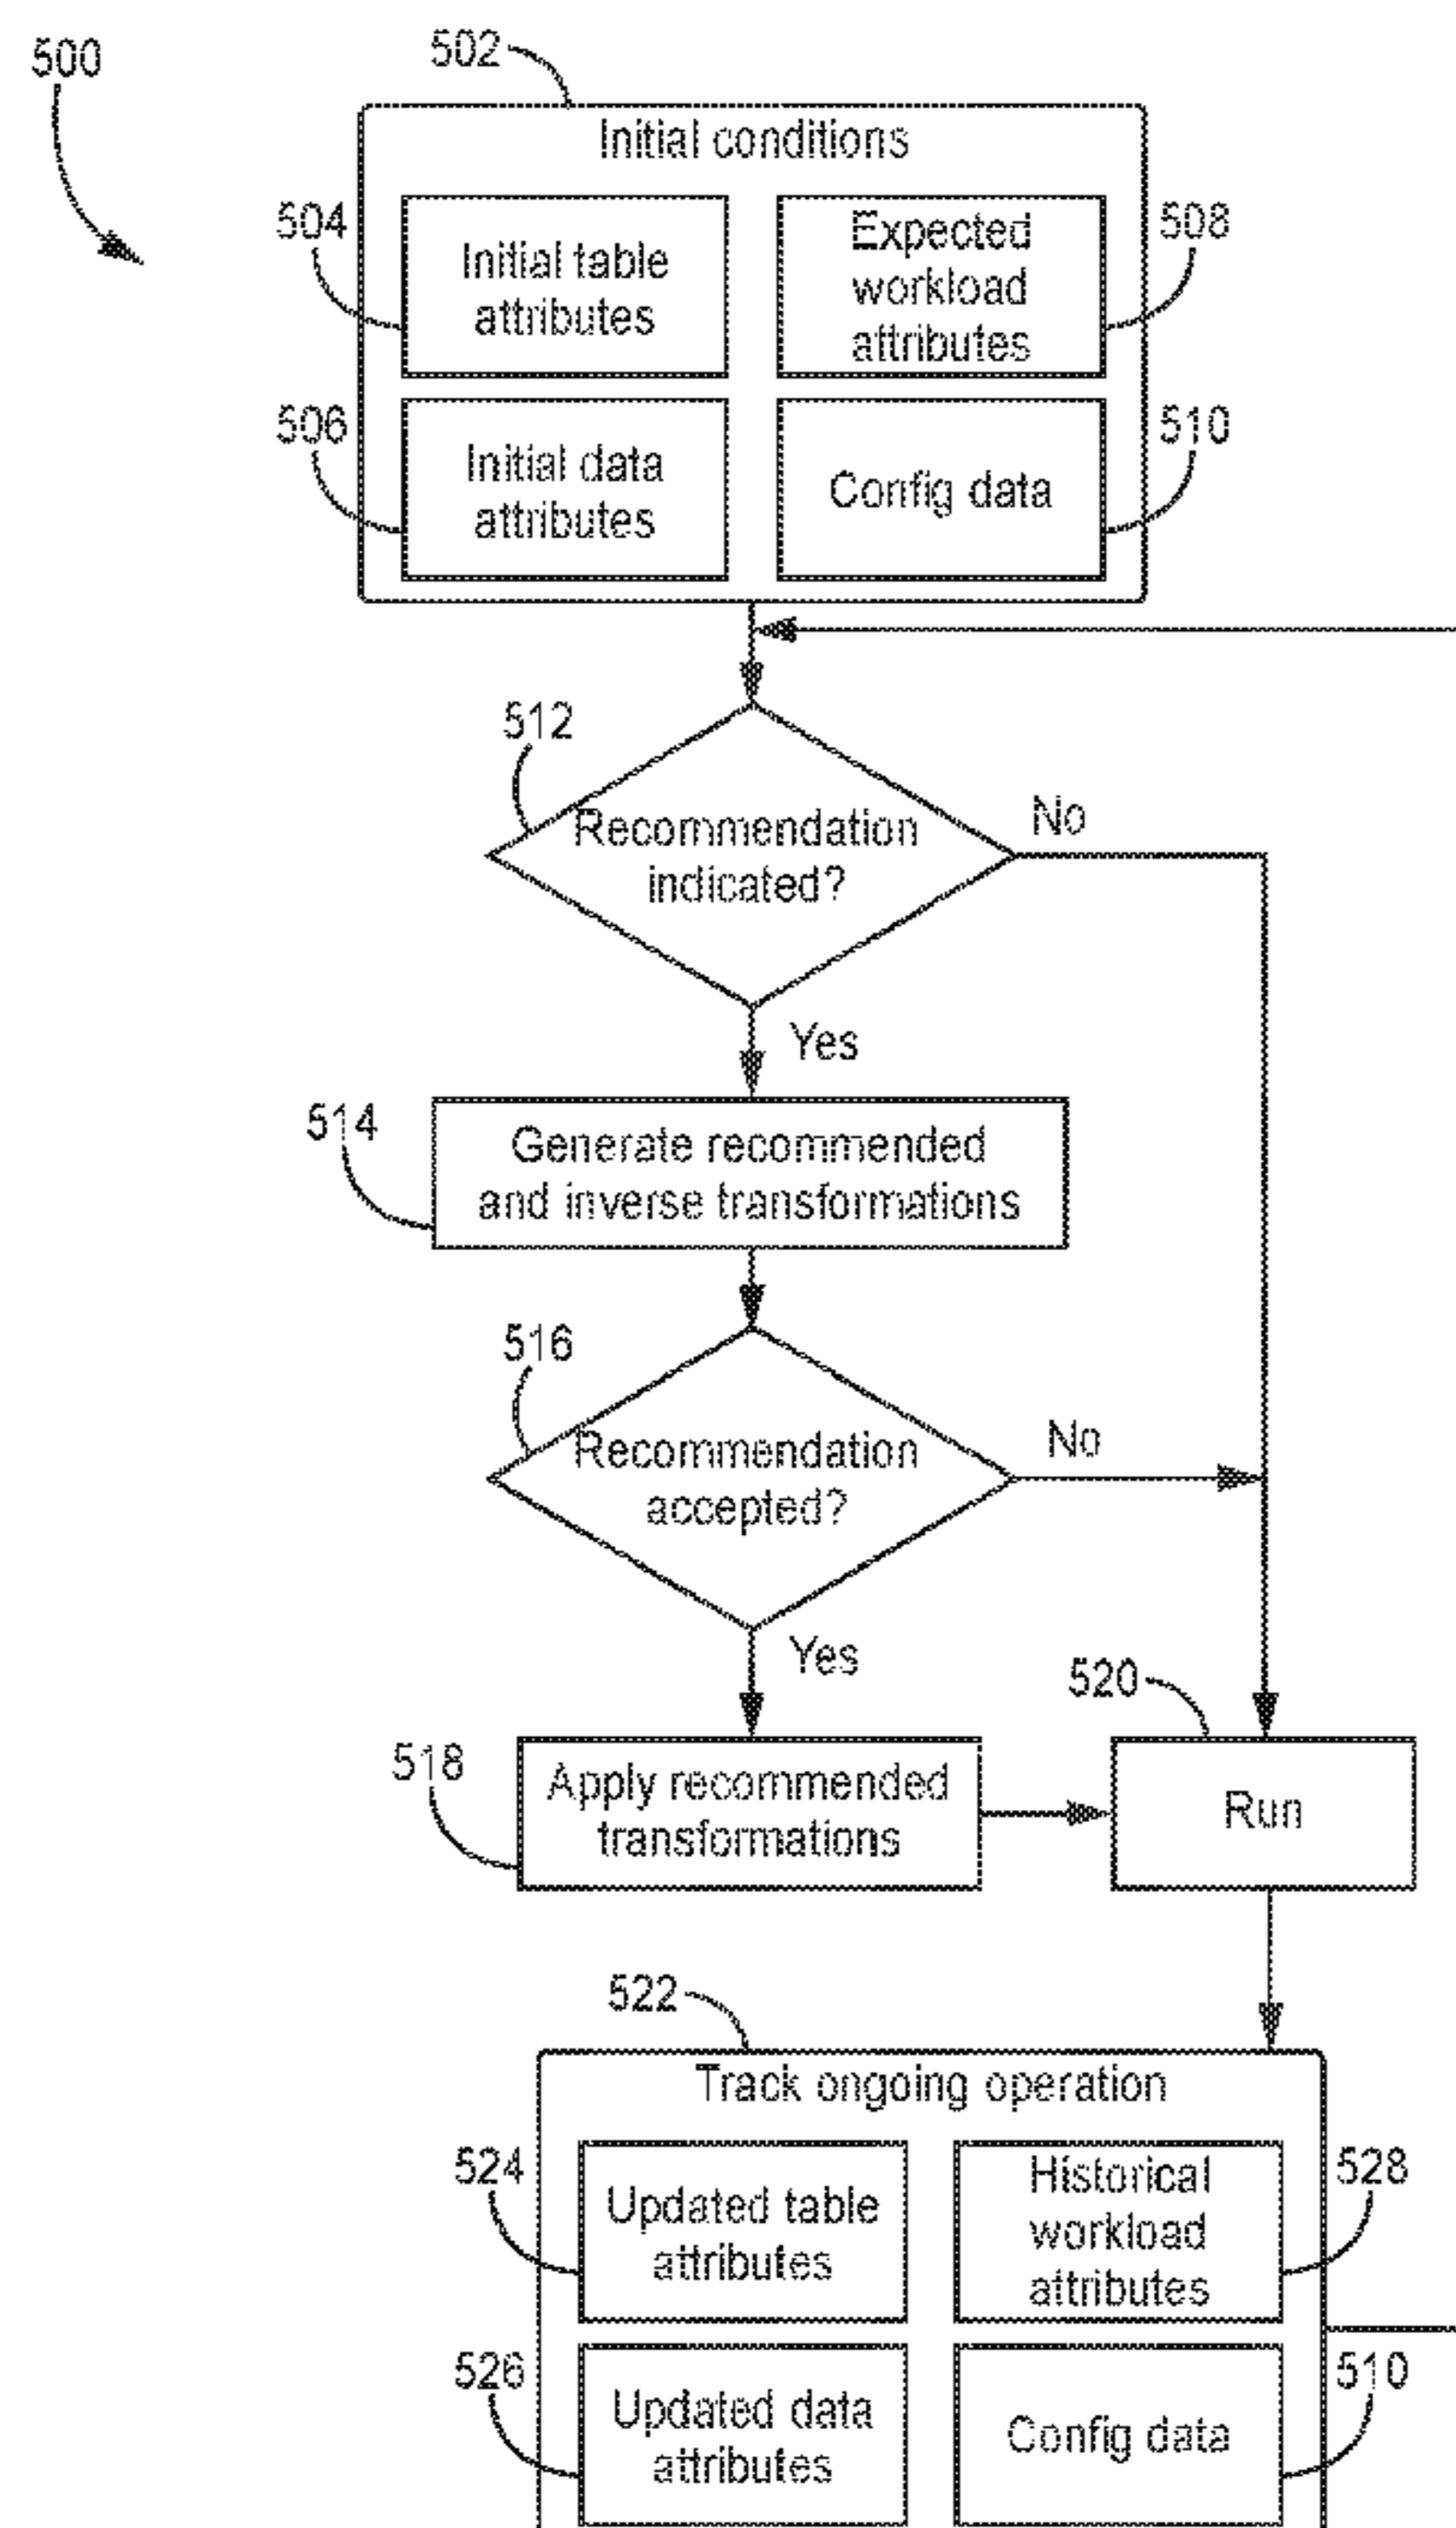 500
502
Initial conditions
504
Initial table
attributes
Expected
workload
attributes
508
506
Initial data
attributes
Config data
510
512
Recommendation
indicated?
No
Yes
514
Generate recommended
and inverse transformations
516
Recommendation
accepted?
No
Yes
518
Apply recommended
transformations
520
Run
522
Track ongoing operation
524
Updated table
attributes
Historical
workload
attributes
528
526
Updated data
attributes
Config data
510